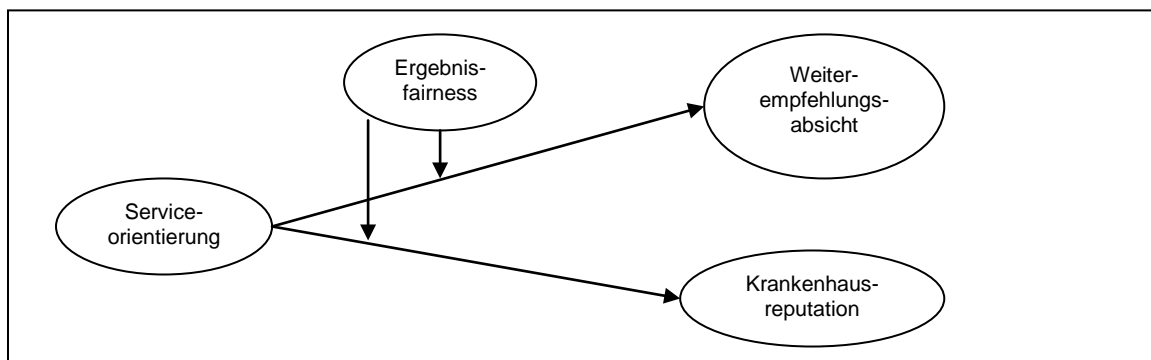 Ergebnis-
fairness
Weiter-
empfehlungs-
absicht
Service-
orientierung
Krankenhaus-
reputation